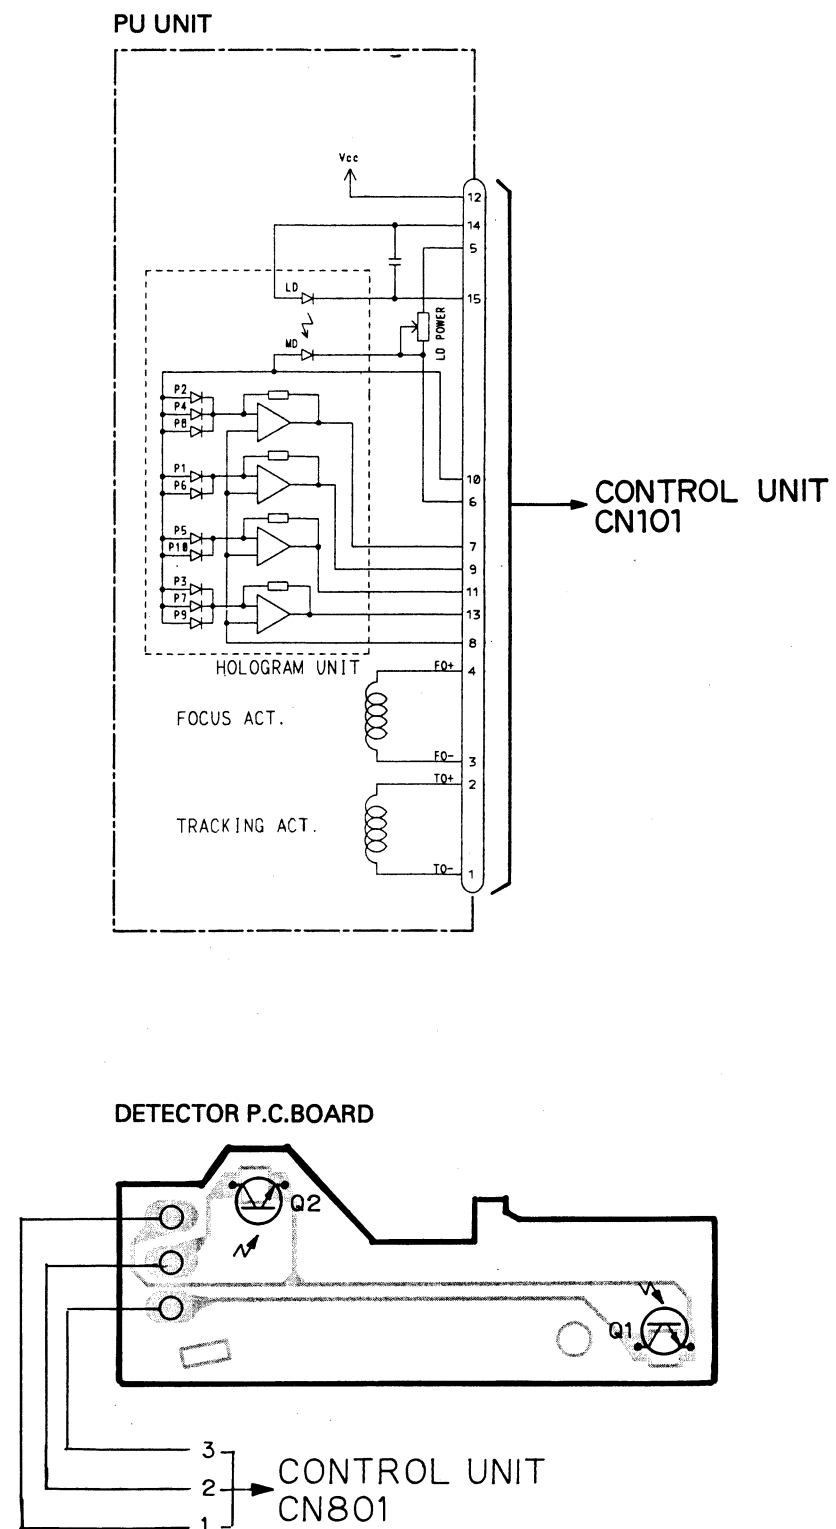 PU UNIT
Vcc
12
14
5
LD
15
LD POWER
MD
P2
P4
P8
P1
10
P6
6
CONTROL UNIT
CN101
P5
7
P10
9
P3
11
P7
13
P9
8
HOLOGRAM UNIT
FO+ 4
FOCUS ACT.
FO- 3
TO+ 2
TRACKING ACT.
TO- 1
DETECTOR P.C.BOARD
Q2
Q1
3
2
1
CONTROL UNIT
CN801